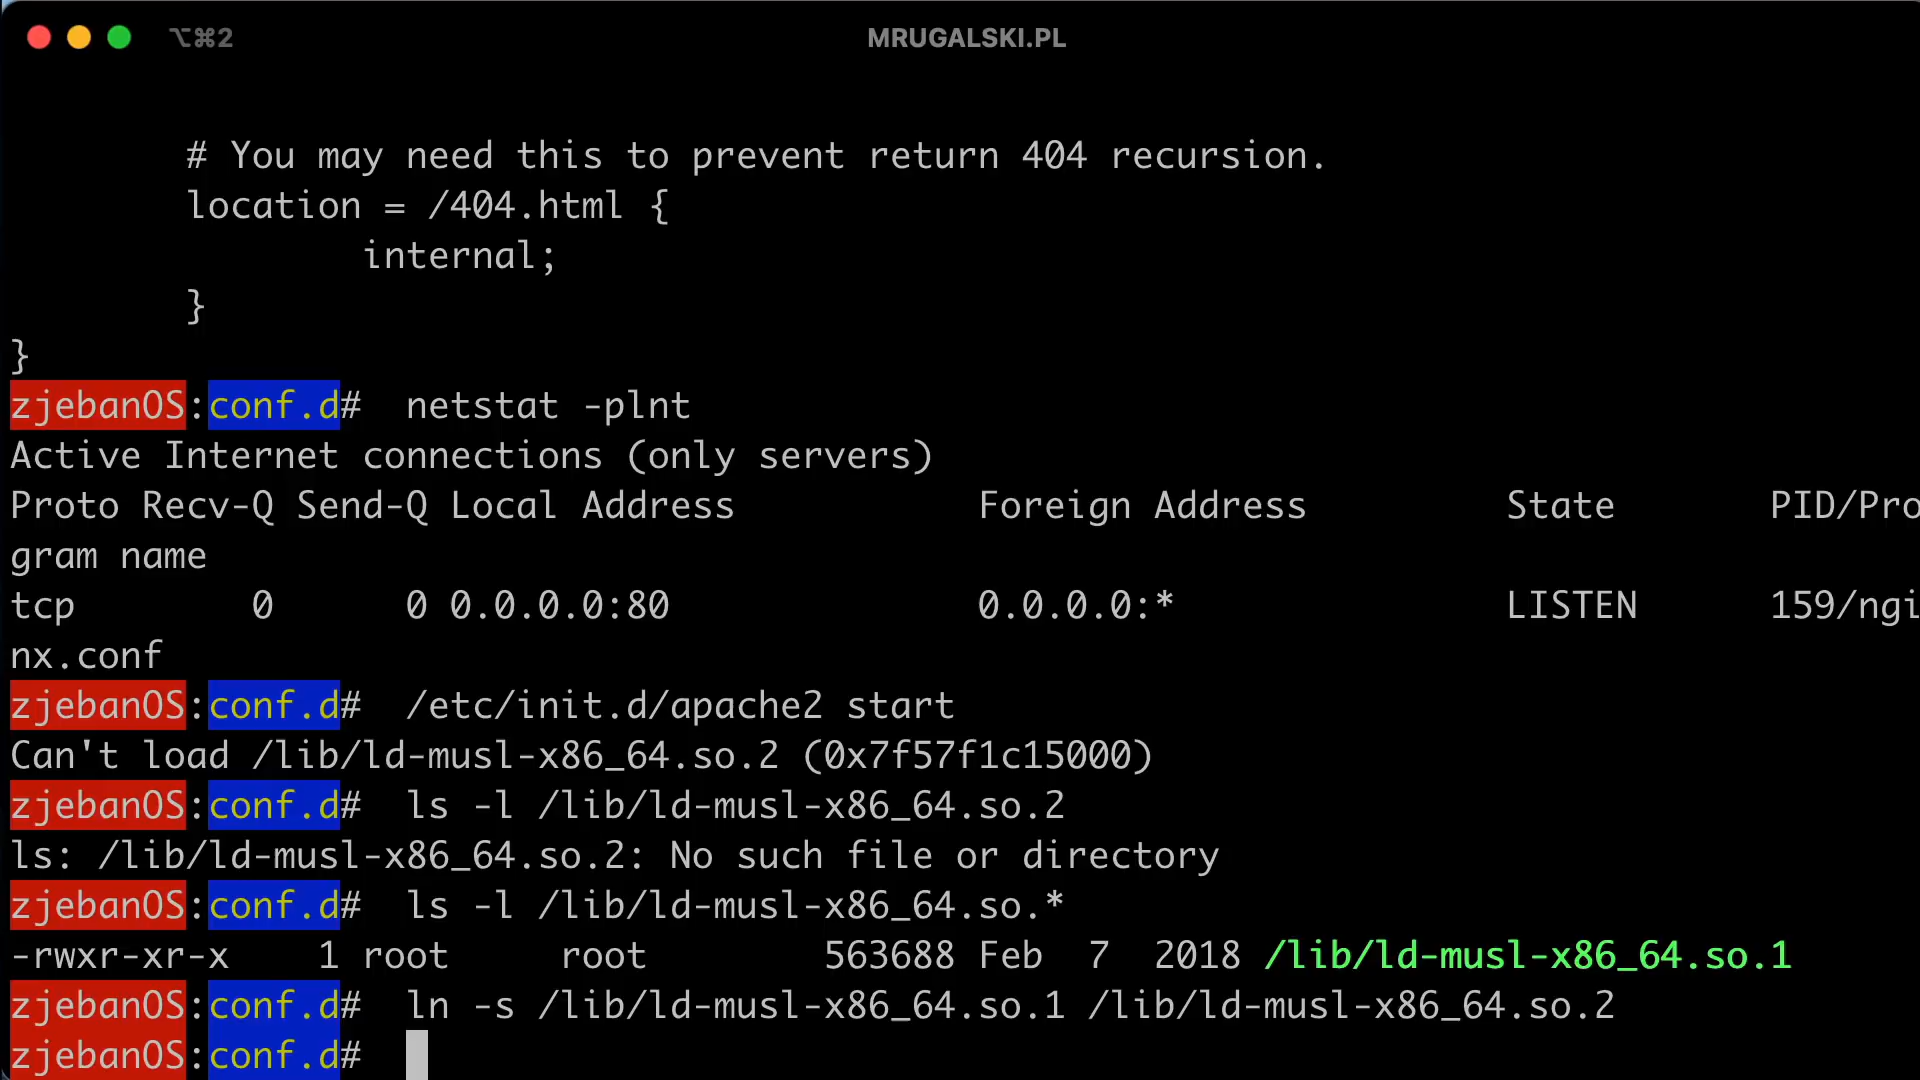 ⌥⌘2
MRUGALSKI.PL
# You may need this to prevent return 404 recursion.
location = /404.html {
internal;
}
}
zjebanOS:conf.d# netstat -plnt
Active Internet connections (only servers)
Proto Recv-Q Send-Q Local Address Foreign Address State PID/Pro
gram name
tcp 0 0 0.0.0.0:80 0.0.0.0:* LISTEN 159/ngi
nx.conf
zjebanOS:conf.d# /etc/init.d/apache2 start
Can't load /lib/ld-musl-x86_64.so.2 (0x7f57f1c15000)
zjebanOS:conf.d# ls -l /lib/ld-musl-x86_64.so.2
ls: /lib/ld-musl-x86_64.so.2: No such file or directory
zjebanOS:conf.d# ls -l /lib/ld-musl-x86_64.so.*
-rwxr-xr-x 1 root root 563688 Feb 7 2018 /lib/ld-musl-x86_64.so.1
zjebanOS:conf.d# ln -s /lib/ld-musl-x86_64.so.1 /lib/ld-musl-x86_64.so.2
zjebanOS:conf.d#